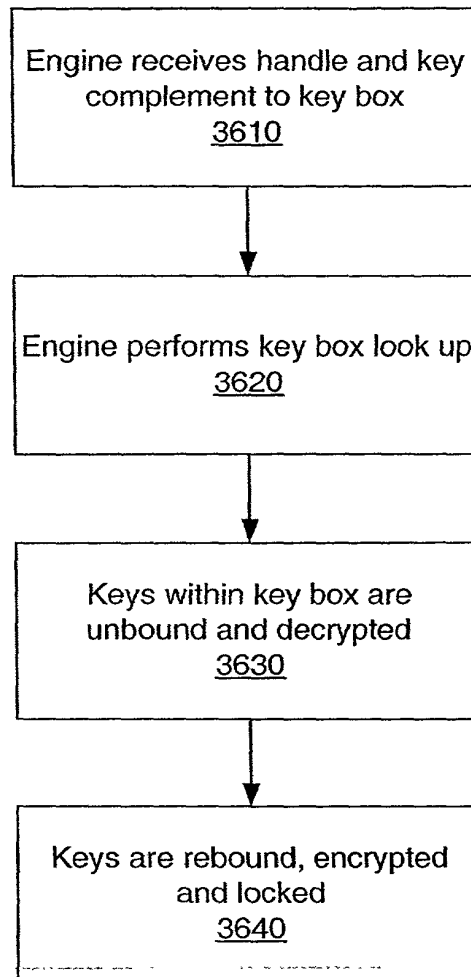 Engine receives handle and key
complement to key box
3610
Engine performs key box look up
3620
Keys within key box are
unbound and decrypted
3630
Keys are rebound, encrypted
and locked
3640